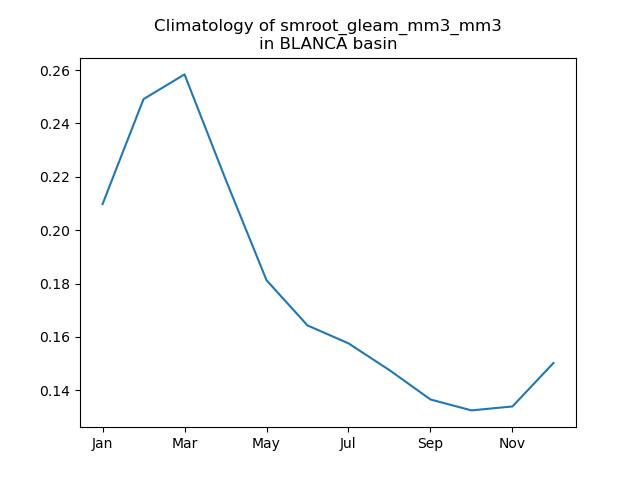 Climatology of smroot_gleam_mm3_mm3
in BLANCA basin
0.26
0.24
0.22
0.20
0.18
0.16
0.14
Jan Mar May Jul Sep Nov